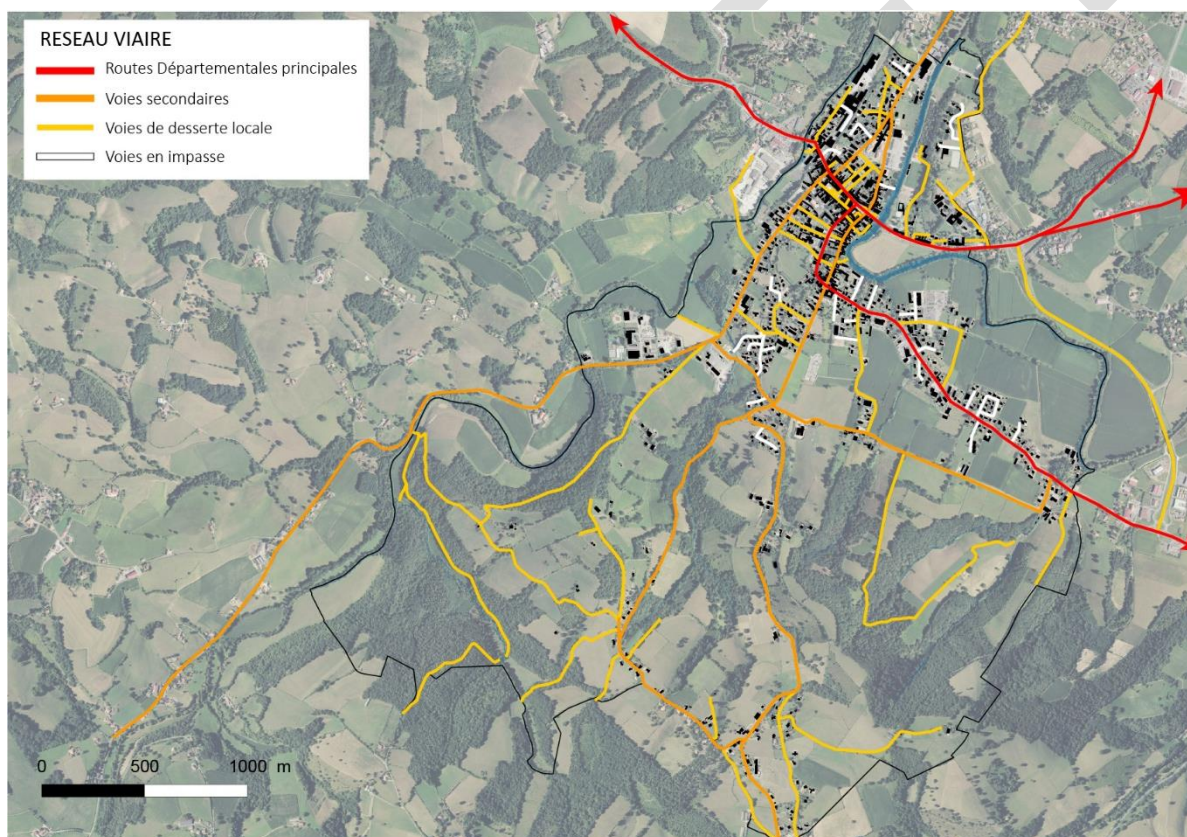 RESEAU VIAIRE
Routes Départementales principales
Voies secondaires
Voies de desserte locale
Voies en impasse
0 500 1000 m